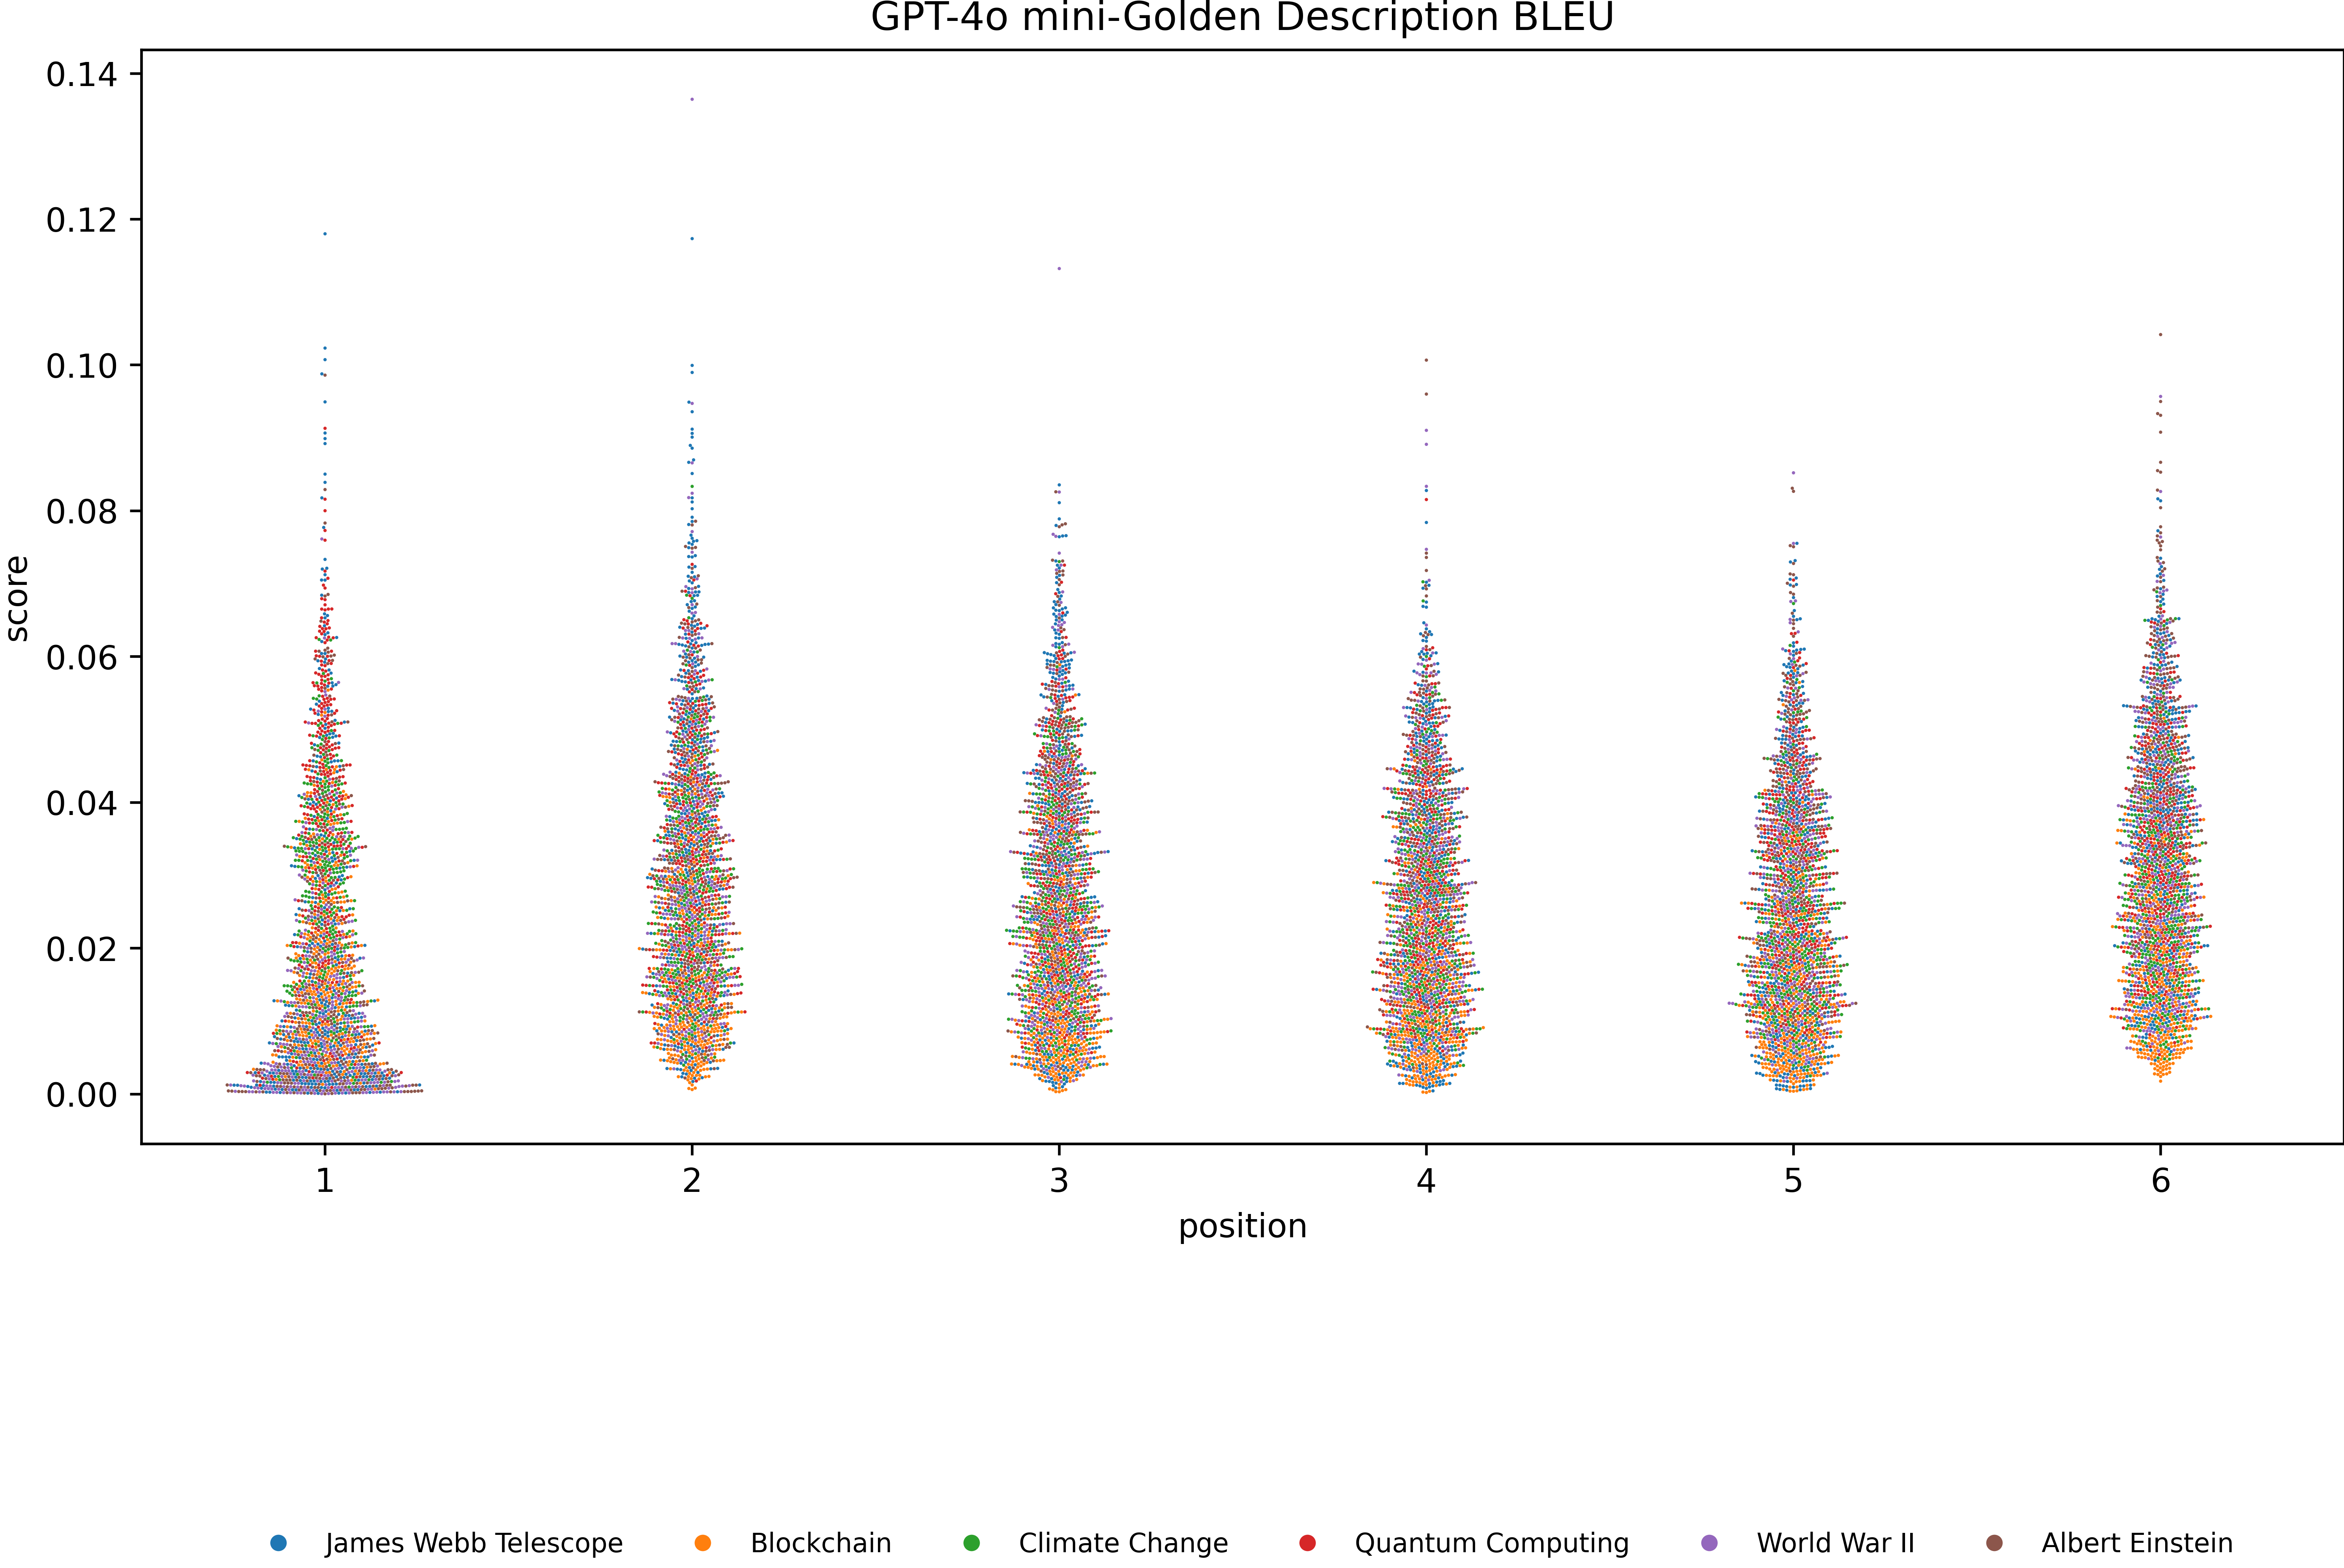 GPT-4o mini-Golden Description BLEU
0.14
0.12
0.10
0.08
0.06
0.04
0.02
0.00
score
1 2 3 4 5 6
position
James Webb Telescope Blockchain Climate Change Quantum Computing World War II Albert Einstein